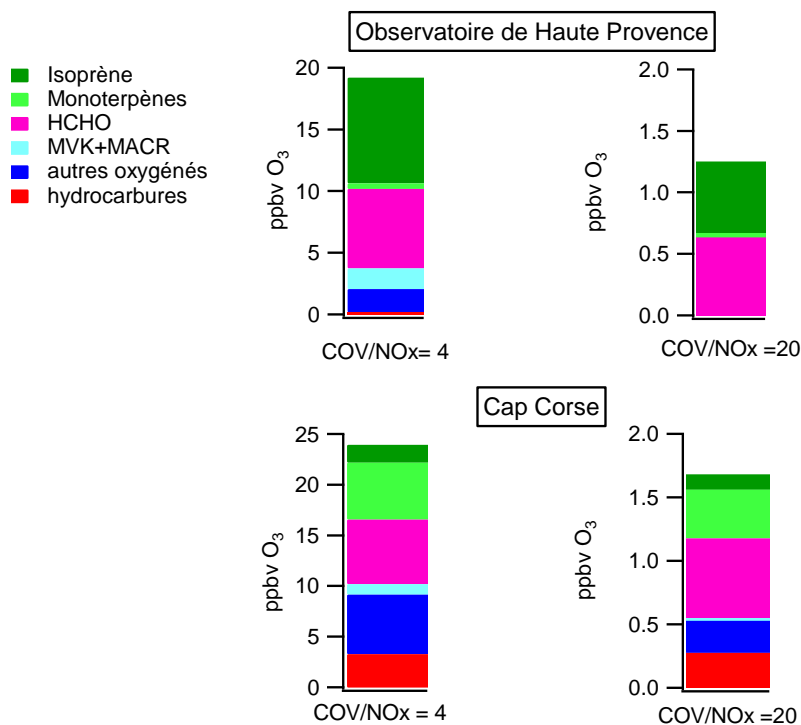 Observatoire de Haute Provence
Isoprène
Monoterpènes
HCHO
MVK+MACR
autres oxygénés
hydrocarbures
20
15
10
5
0
ppbv O3
COV/NOx= 4
2.0
1.5
1.0
0.5
0.0
ppbv O3
COV/NOx =20
Cap Corse
25
20
15
10
5
0
ppbv O3
COV/NOx = 4
2.0
1.5
1.0
0.5
0.0
ppbv O3
COV/NOx =20